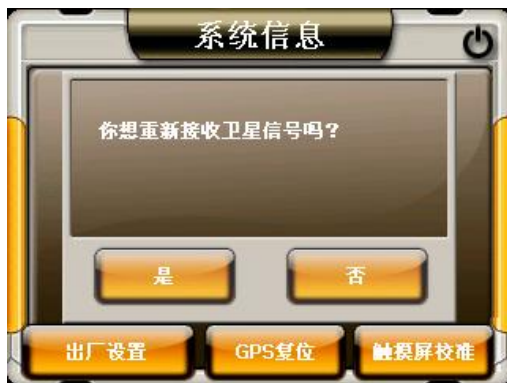 系统信息
你想重新接收卫星信号吗?
是
否
出厂设置
GPS复位
触摸屏校准